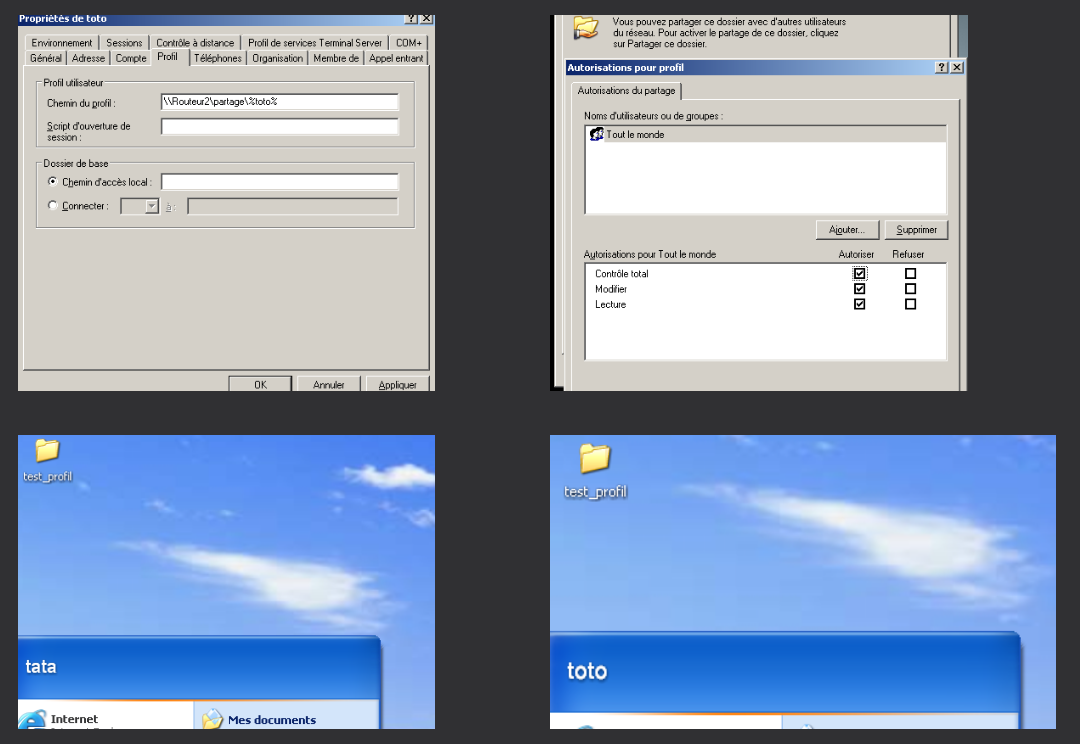 Propriétés de toto
Environnement Sessions Contrôle à distance Profil de services Terminal Server COM+
Général Adresse Compte Profil Téléphones Organisation Membre de Appel entrant
Profil utilisateur
Chemin du profil : \\Routeur2\partage\%toto%
Script d'ouverture de
session :
Dossier de base
Chemin d'accès local :
Connecter : à :
OK Annuler Appliquer
Vous pouvez partager ce dossier avec d'autres utilisateurs
du réseau. Pour activer le partage de ce dossier, cliquez
sur Partager ce dossier.
Autorisations pour profil
Autorisations du partage
Noms d'utilisateurs ou de groupes :
Tout le monde
Ajouter... Supprimer
Autorisations pour Tout le monde Autoriser Refuser
Contrôle total
Modifier
Lecture
test_profil
tata
Internet Mes documents
test_profil
toto